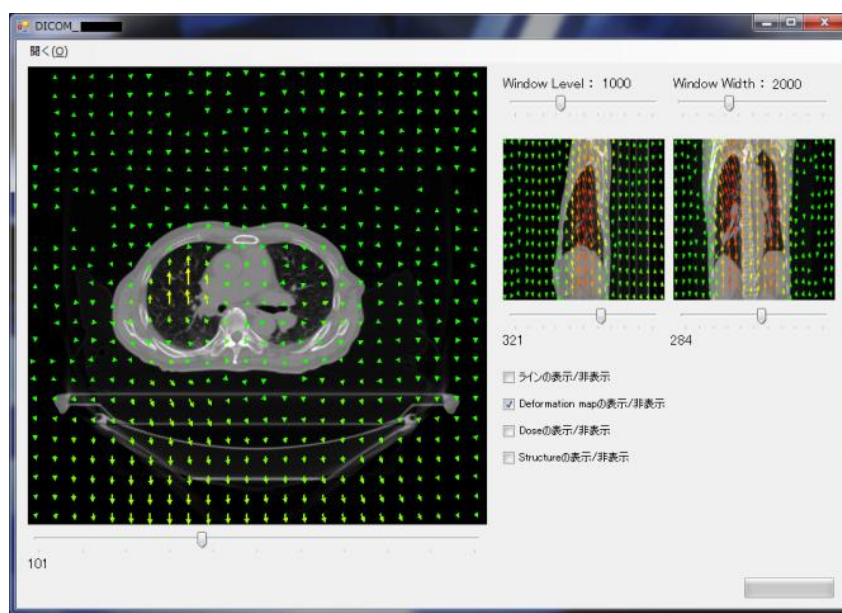 DICOM_
開く(O)
Window Level : 1000
Window Width : 2000
321
284
ラインの表示/非表示
Deformation mapの表示/非表示
Doseの表示/非表示
Structureの表示/非表示
101